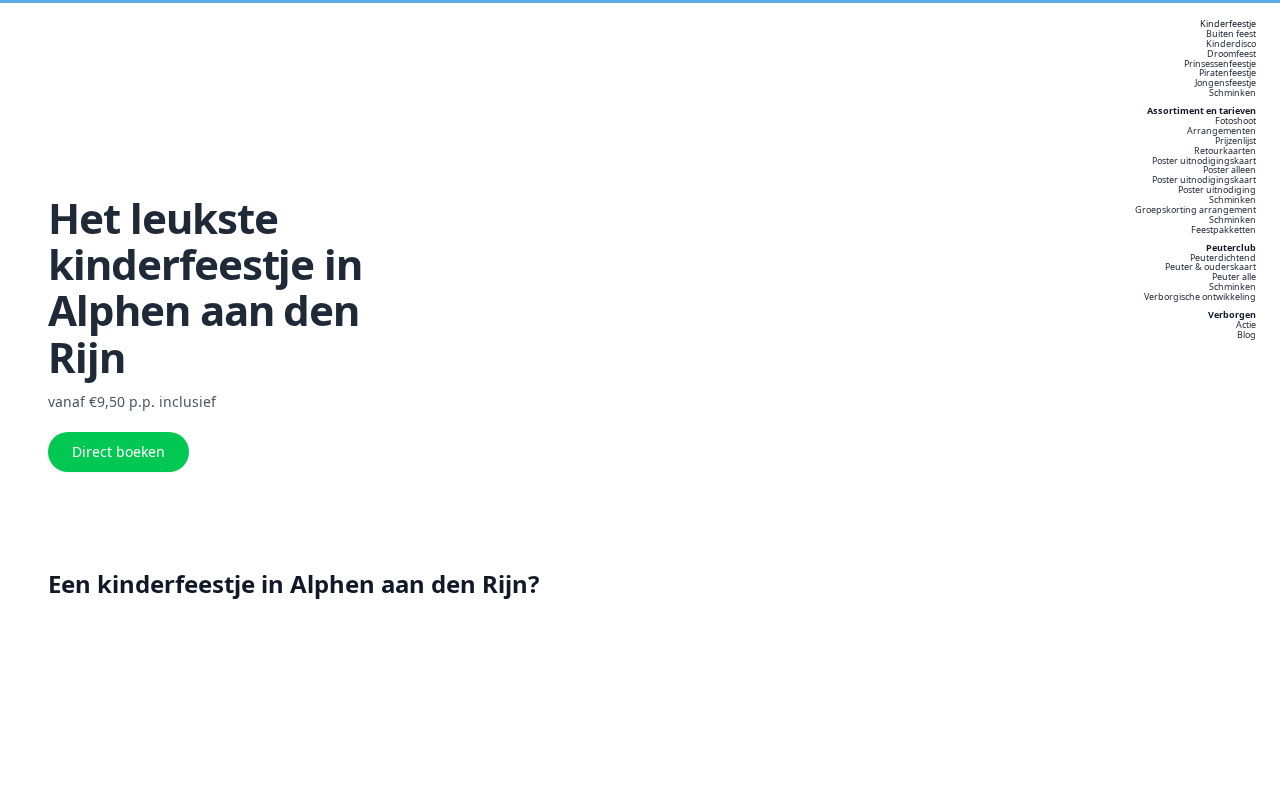 Kinderfeestje
Buiten feest
Kinderdisco
Droomfeest
Prinsessenfeestje
Piratenfeestje
Jongensfeestje
Schminken
Assortiment en tarieven
Fotoshoot
Arrangementen
Prijzenlijst
Retourkaarten
Poster uitnodigingskaart
Poster alleen
Poster uitnodigingskaart
Poster uitnodiging
Schminken
Groepskorting arrangement
Schminken
Feestpakketten
Peuterclub
Peuterdichtend
Peuter & ouderskaart
Peuter alle
Schminken
Verborgische ontwikkeling
Verborgen
Actie
Blog
Het leukste
kinderfeestje in
Alphen aan den
Rijn
vanaf €9,50 p.p. inclusief
Direct boeken
Een kinderfeestje in Alphen aan den Rijn?